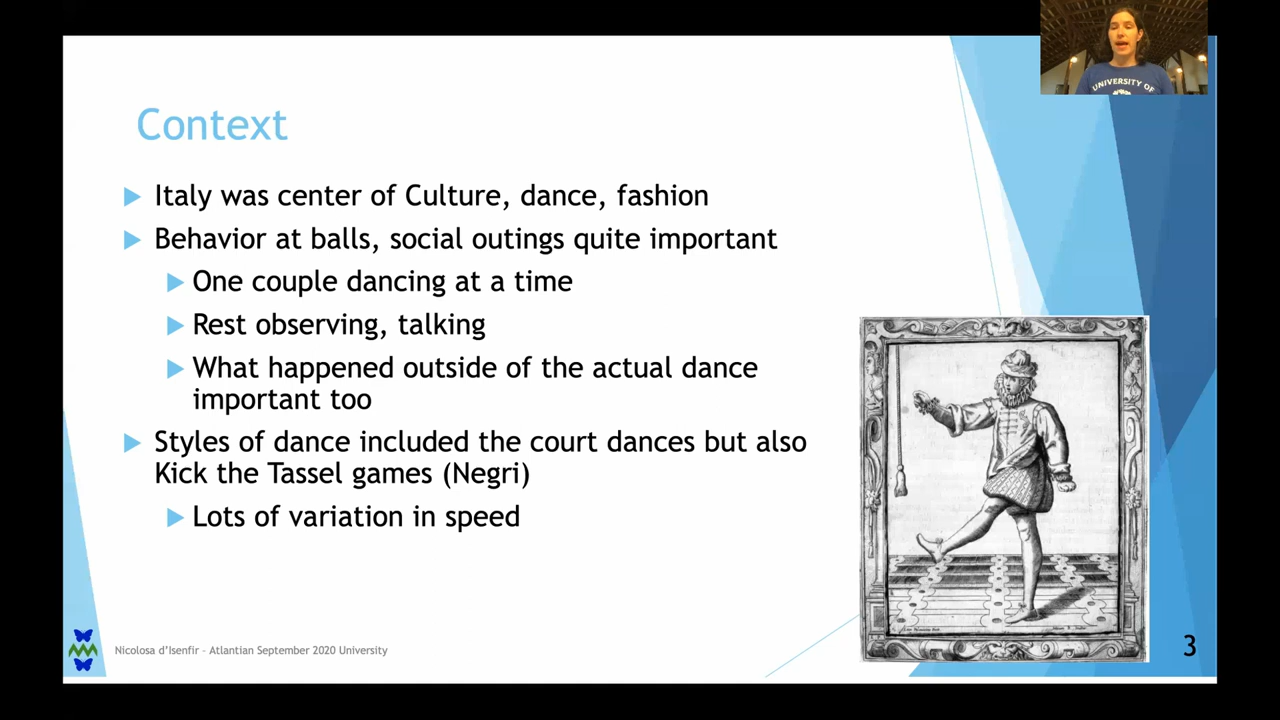 UNIVERSITY OF
Context
Italy was center of Culture, dance, fashion
Behavior at balls, social outings quite important
One couple dancing at a time
Rest observing, talking
What happened outside of the actual dance
important too
Styles of dance included the court dances but also
Kick the Tassel games (Negri)
Lots of variation in speed
Nicolosa d'Isenfir – Atlantian September 2020 University
3